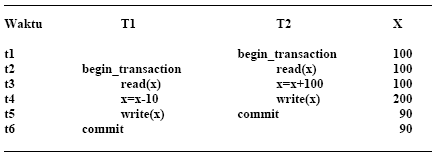 Waktu T1 T2 X
t1 begin_transaction 100
t2 begin_transaction read(x) 100
t3 read(x) x=x+100 100
t4 x=x-10 write(x) 200
t5 write(x) commit 90
t6 commit 90